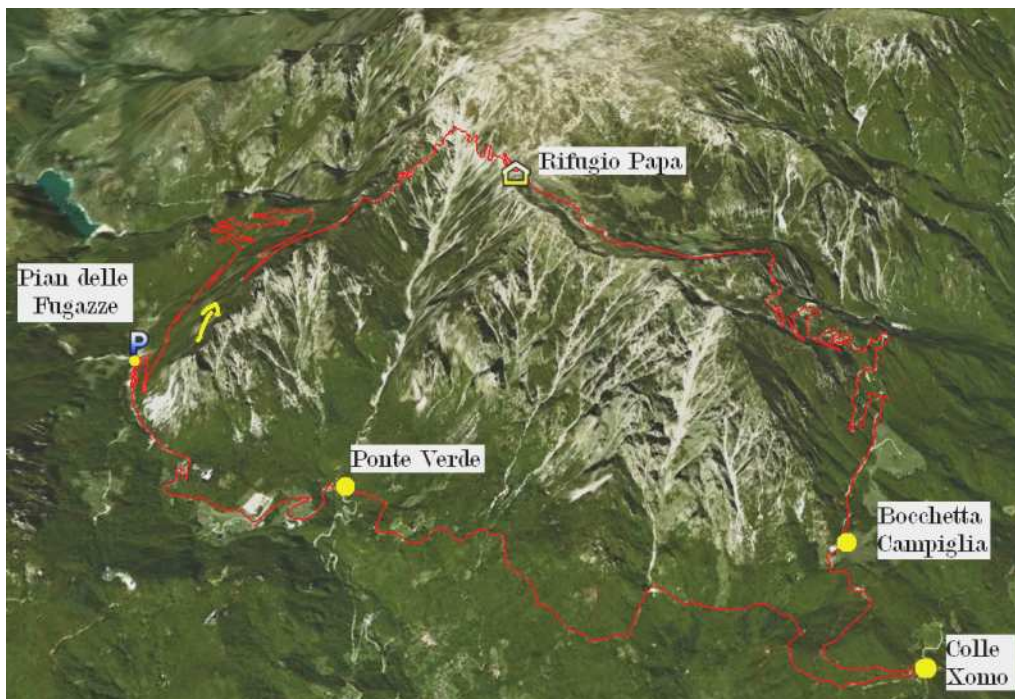 Rifugio Papa
Pian delle
Fugazze
P
Ponte Verde
Bocchetta
Campiglia
Colle
Xomo